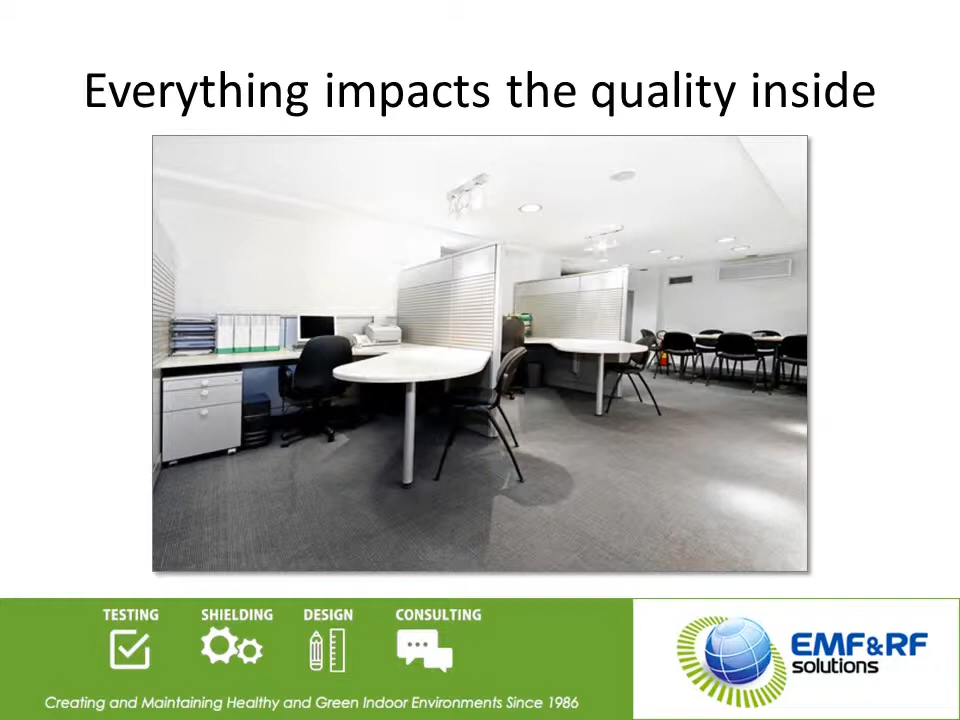 Everything impacts the quality inside
TESTING SHIELDING DESIGN CONSULTING
EMF&RF
solutions
Creating and Maintaining Healthy and Green Indoor Environments Since 1986